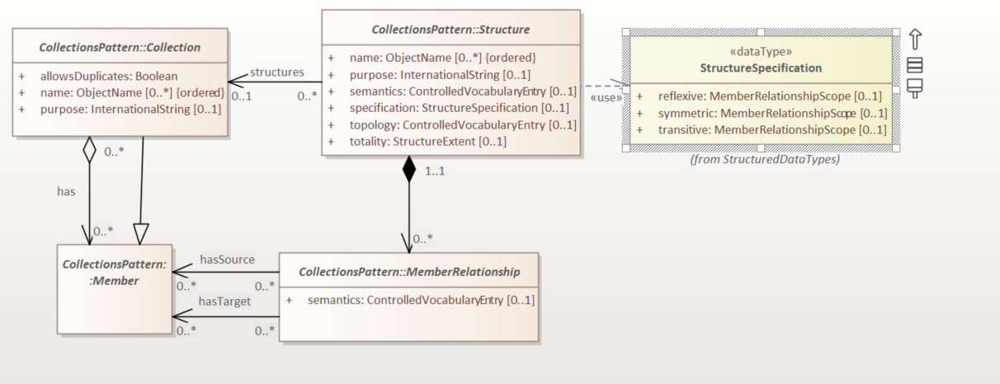 CollectionsPattern::Collection
+ allowsDuplicates: Boolean
+ name: ObjectName [0..*] {ordered}
+ purpose: InternationalString [0..1]
structures
0..1
0..*
CollectionsPattern::Structure
+ name: ObjectName [0..*] {ordered}
+ purpose: InternationalString [0..1]
+ semantics: ControlledVocabularyEntry [0..1]
+ specification: StructureSpecification [0..1]
+ topology: ControlledVocabularyEntry [0..1]
+ totality: StructureExtent [0..1]
«use»
«dataType»
StructureSpecification
+ reflexive: MemberRelationshipScope [0..1]
+ symmetric: MemberRelationshipScope [0..1]
+ transitive: MemberRelationshipScope [0..1]
(from StructuredDataTypes)
0..*
has
0..*
1..1
0..*
CollectionsPattern:
:Member
hasSource
0..*
0..*
hasTarget
0..*
0..*
CollectionsPattern::MemberRelationship
+ semantics: ControlledVocabularyEntry [0..1]